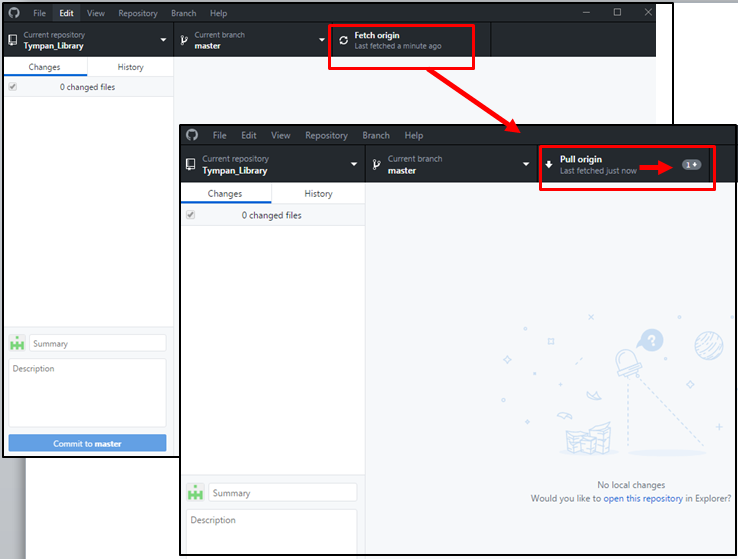 File Edit View Repository Branch Help
Current repository
Tympan_Library
Current branch
master
Fetch origin
Last fetched a minute ago
Changes History
0 changed files
Summary
Description
Commit to master
File Edit View Repository Branch Help
Current repository
Tympan_Library
Current branch
master
Pull origin
Last fetched just now
1
Changes History
0 changed files
?
No local changes
Would you like to open this repository in Explorer?
Summary
Description